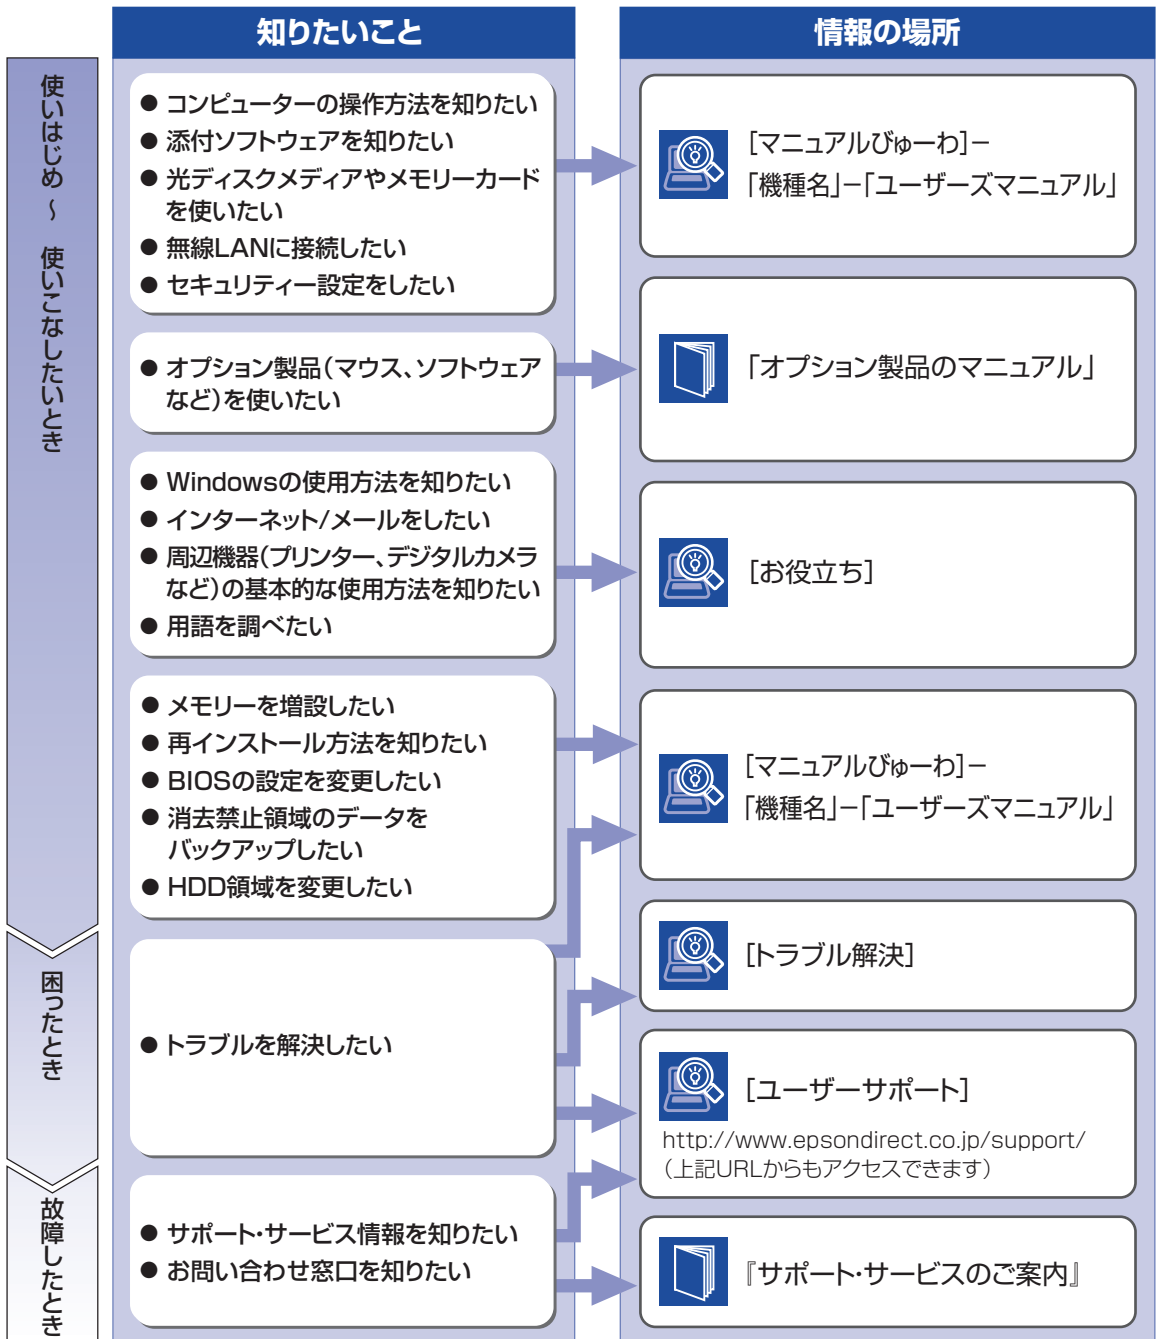 知りたいこと
情報の場所
使いはじめ ～ 使いこなしたいとき
● コンピューターの操作方法を知りたい
● 添付ソフトウェアを知りたい
● 光ディスクメディアやメモリーカード
を使いたい
● 無線LANに接続したい
● セキュリティー設定をしたい
[マニュアルびゅーわ]－
「機種名」－「ユーザーズマニュアル」
● オプション製品（マウス、ソフトウェア
など）を使いたい
「オプション製品のマニュアル」
● Windowsの使用方法を知りたい
● インターネット/メールをしたい
● 周辺機器（プリンター、デジタルカメラ
など）の基本的な使用方法を知りたい
● 用語を調べたい
[お役立ち]
● メモリーを増設したい
● 再インストール方法を知りたい
● BIOSの設定を変更したい
● 消去禁止領域のデータを
バックアップしたい
● HDD領域を変更したい
[マニュアルびゅーわ]－
「機種名」－「ユーザーズマニュアル」
困ったとき
● トラブルを解決したい
[トラブル解決]
[ユーザーサポート]
http://www.epsondirect.co.jp/support/
（上記URLからもアクセスできます）
故障したとき
● サポート・サービス情報を知りたい
● お問い合わせ窓口を知りたい
『サポート・サービスのご案内』